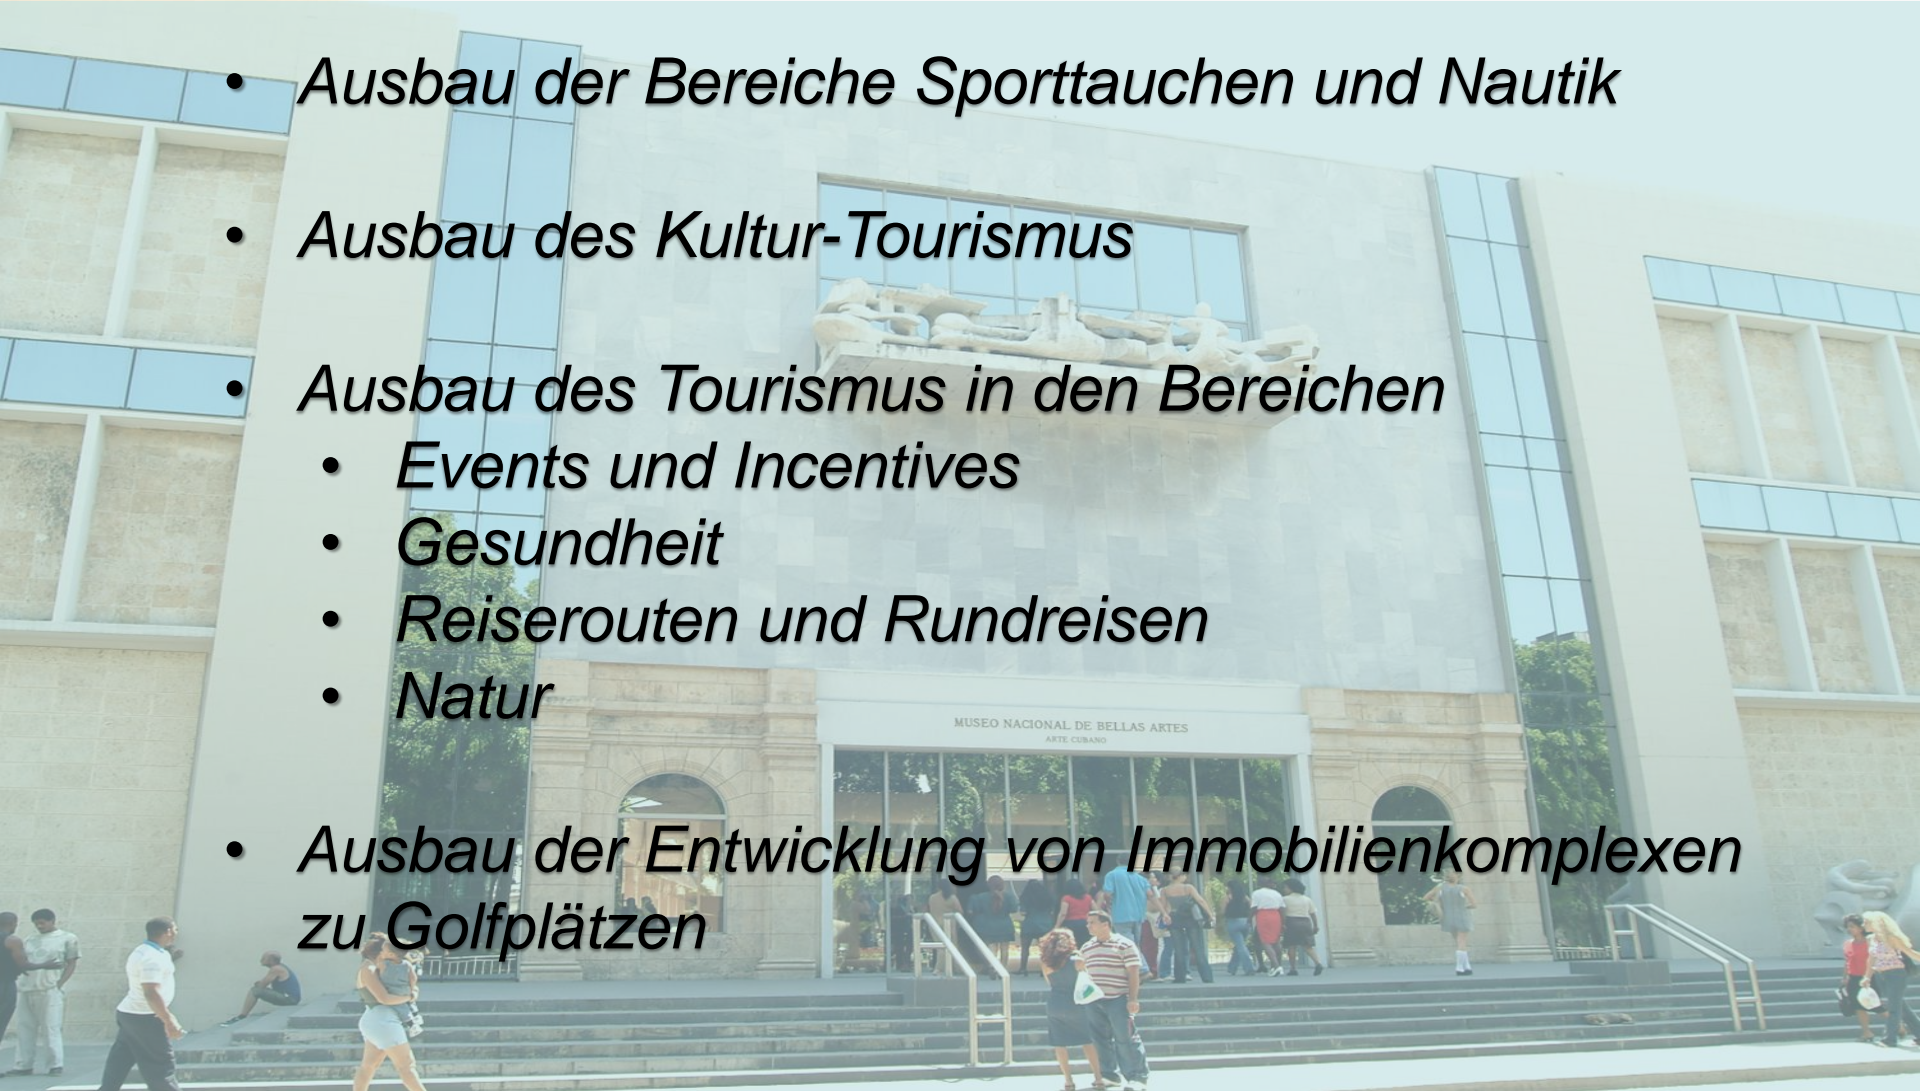 • Ausbau der Bereiche Sporttauchen und Nautik
• Ausbau des Kultur-Tourismus
• Ausbau des Tourismus in den Bereichen
• Events und Incentives
• Gesundheit
• Reiserouten und Rundreisen
• Natur
MUSEO NACIONAL DE BELLAS ARTES
ARTE CUBANO
• Ausbau der Entwicklung von Immobilienkomplexen
zu Golfplätzen